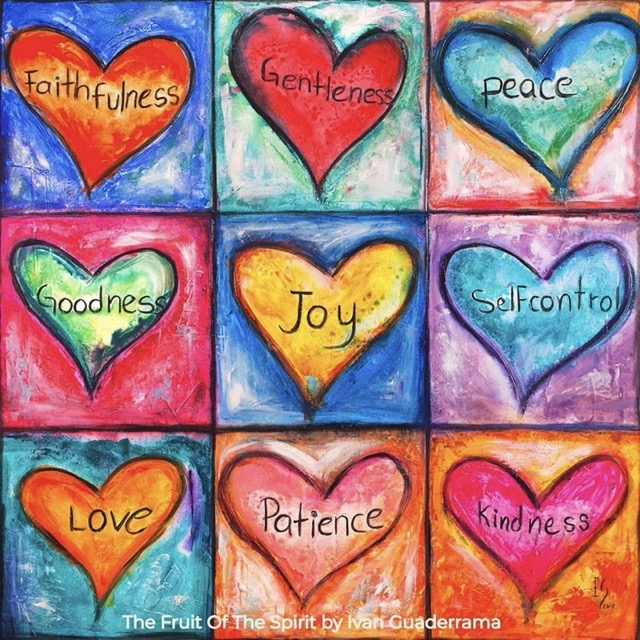 Faithfulness
Gentleness
peace
Goodness
Joy
Selfcontrol
Love
Patience
Kindness
The Fruit Of The Spirit by Ivan Guaderrama